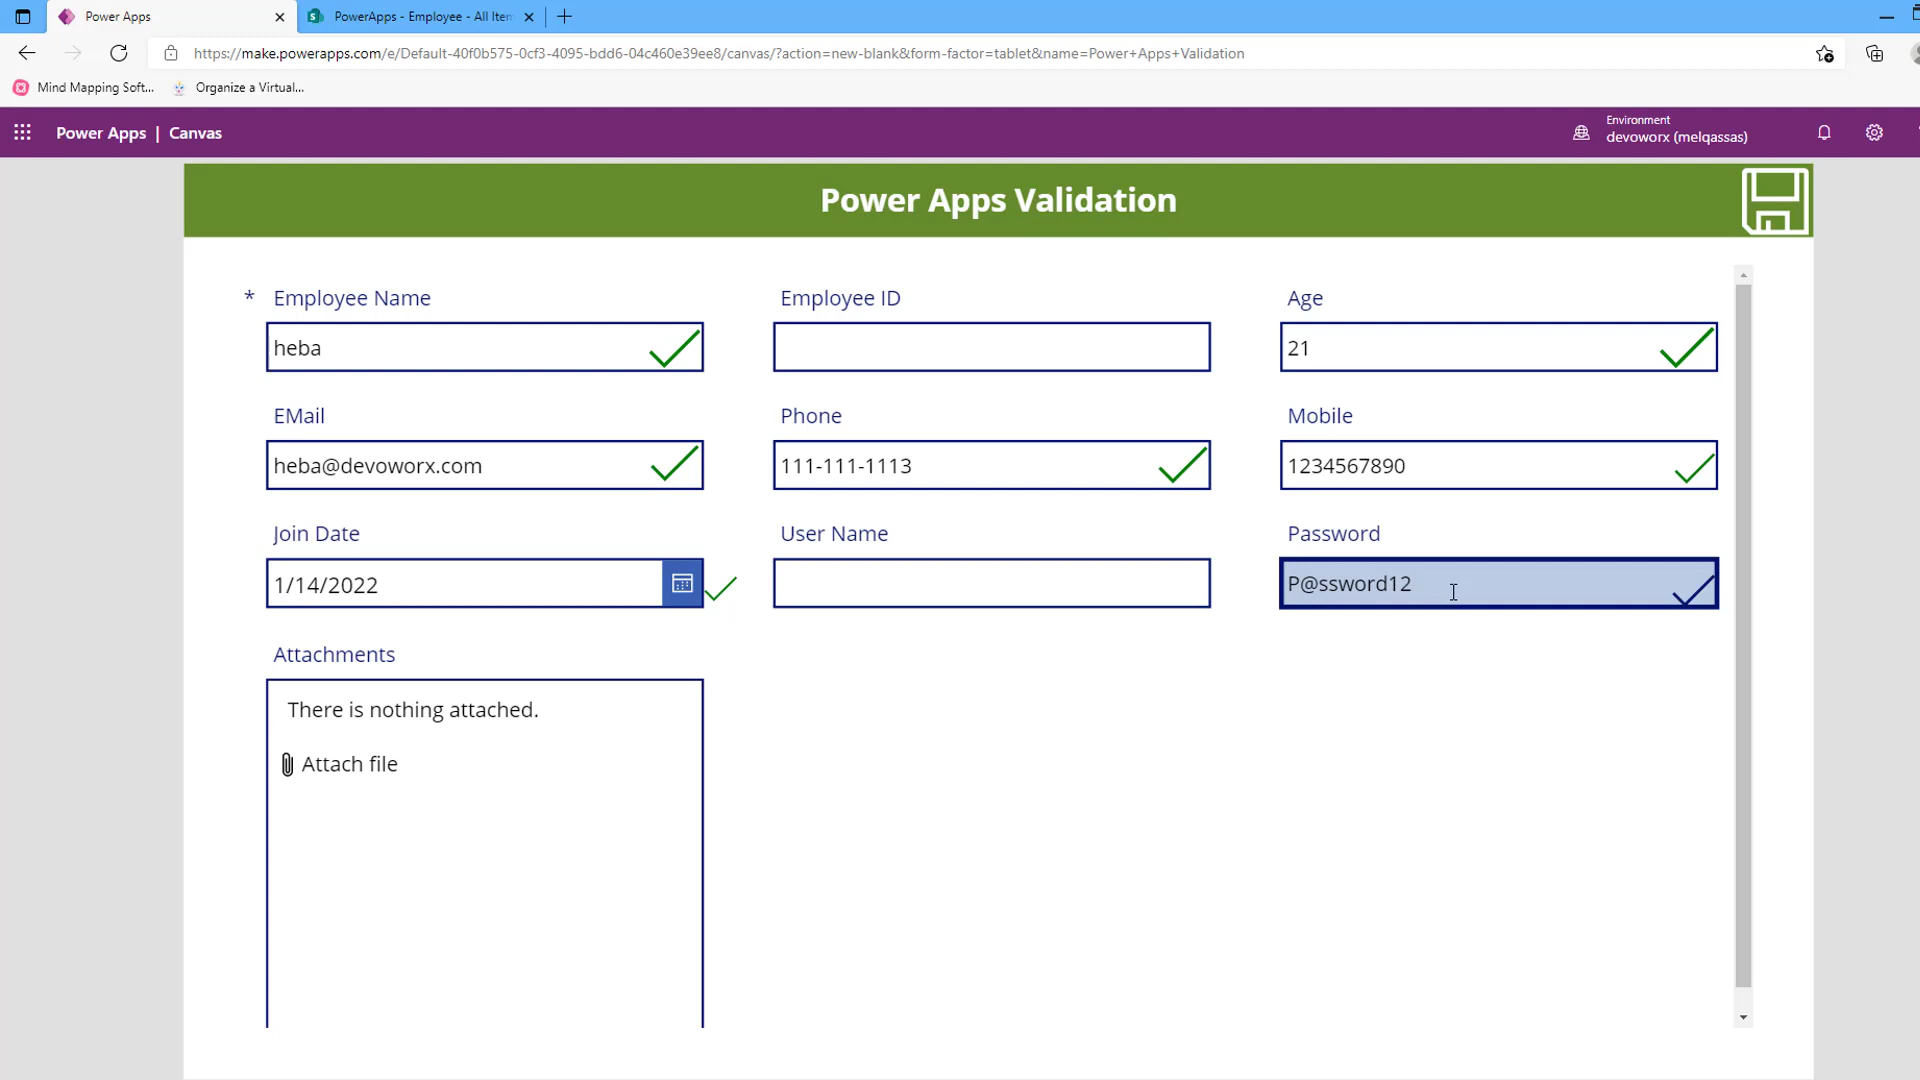 Power Apps
PowerApps - Employee - All Item
https://make.powerapps.com/e/Default-40f0b575-0cf3-4095-bdd6-04c460e39ee8/canvas/?action=new-blank&form-factor=tablet&name=Power+Apps+Validation
Mind Mapping Soft...
Organize a Virtual...
Power Apps | Canvas
Environment
devoworx (melqassas)
Power Apps Validation
* Employee Name
Employee ID
Age
heba
21
EMail
Phone
Mobile
heba@devoworx.com
111-111-1113
1234567890
Join Date
User Name
Password
1/14/2022
P@ssword12
Attachments
There is nothing attached.
Attach file